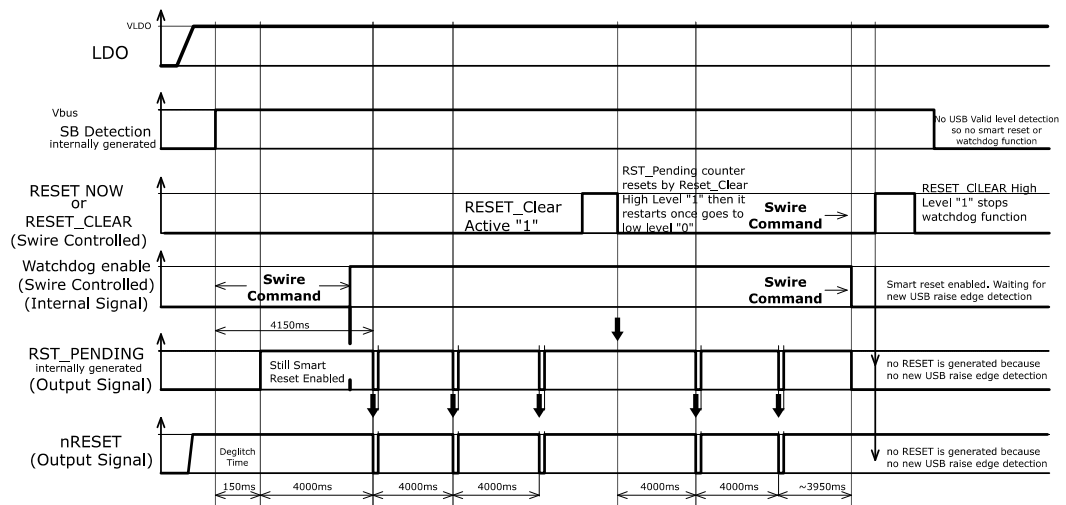 VLDO
LDO
Vbus
SB Detection
internally generated
No USB Valid level detection
so no smart reset or
watchdog function
RESET NOW
or
RESET_CLEAR
(Swire Controlled)
RESET_Clear
Active "1"
RST_Pending counter
resets by Reset_Clear
High Level "1" then it
restarts once goes to
low level "0"
Swire
Command
RESET_ClLEAR High
Level "1" stops
watchdog function
Watchdog enable
(Swire Controlled)
(Internal Signal)
Swire
Command
Swire
Command
Smart reset enabled. Waiting for
new USB raise edge detection
4150ms
RST_PENDING
internally generated
(Output Signal)
Still Smart
Reset Enabled
no RESET is generated because
no new USB raise edge detection
nRESET
(Output Signal)
Deglitch
Time
no RESET is generated because
no new USB raise edge detection
150ms
4000ms
4000ms
4000ms
4000ms
4000ms
~3950ms